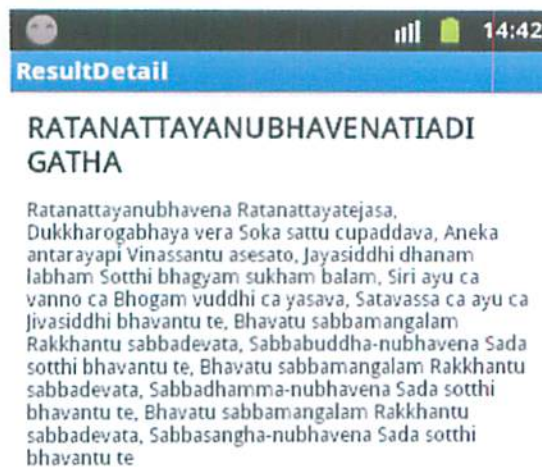 14:42
ResultDetail
RATANATTAYANUBHAVENATIADI
GATHA
Ratanattayanubhavena Ratanattayatejasa,
Dukkharogabhaya vera Soka sattu cupaddava, Aneka
antarayapi Vinassantu asesato, Jayasiddhi dhanam
labham Sotthi bhagyam sukham balam, Siri ayu ca
vanno ca Bhogam vuddhi ca yasava, Satavassa ca ayu ca
Jivasiddhi bhavantu te, Bhavatu sabbamangalam
Rakkhantu sabbadevata, Sabbabuddha-nubhavena Sada
sotthi bhavantu te, Bhavatu sabbamangalam Rakkhantu
sabbadevata, Sabbadhamma-nubhavena Sada sotthi
bhavantu te, Bhavatu sabbamangalam Rakkhantu
sabbadevata, Sabbasangha-nubhavena Sada sotthi
bhavantu te